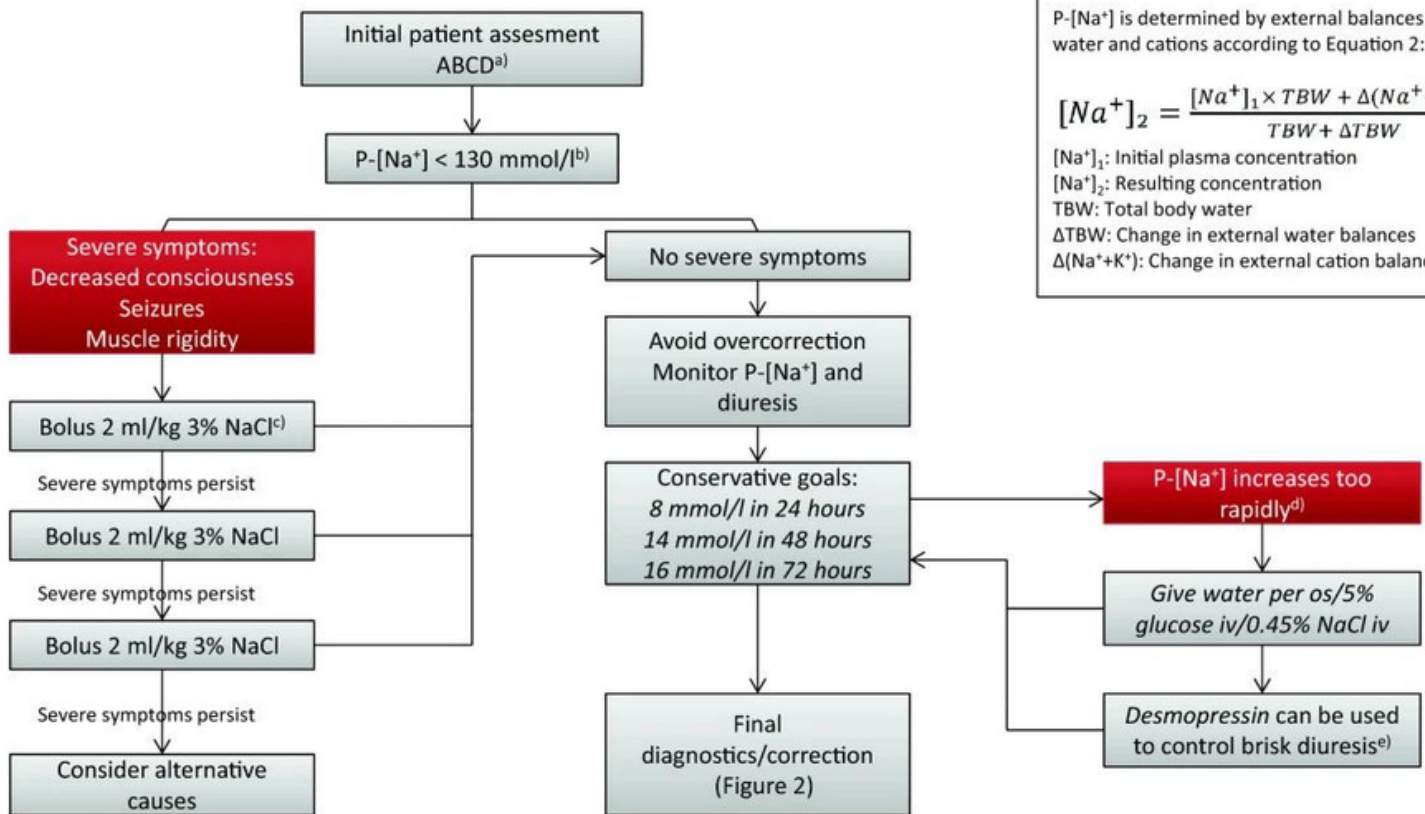 Initial patient assesment
ABCDa)
P-[Na+] < 130 mmol/lb)
Severe symptoms:
Decreased consciousness
Seizures
Muscle rigidity
Bolus 2 ml/kg 3% NaClc)
Severe symptoms persist
Bolus 2 ml/kg 3% NaCl
Severe symptoms persist
Bolus 2 ml/kg 3% NaCl
Severe symptoms persist
Consider alternative
causes
No severe symptoms
Avoid overcorrection
Monitor P-[Na+] and
diuresis
Conservative goals:
8 mmol/l in 24 hours
14 mmol/l in 48 hours
16 mmol/l in 72 hours
Final
diagnostics/correction
(Figure 2)
P-[Na+] increases too
rapidlyd)
Give water per os/5%
glucose iv/0.45% NaCl iv
Desmopressin can be used
to control brisk diuresise)
P-[Na+] is determined by external balances
water and cations according to Equation 2:
[Na+]2 = [Na+]1 × TBW + Δ(Na+
TBW + ΔTBW
[Na+]1: Initial plasma concentration
[Na+]2: Resulting concentration
TBW: Total body water
ΔTBW: Change in external water balances
Δ(Na++K+): Change in external cation